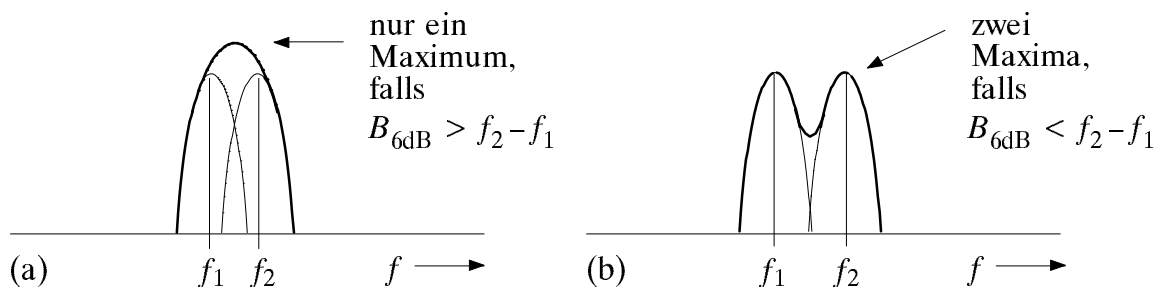 nur ein
Maximum,
falls
B6dB > f2 – f1
(a)
f1
f2
f
zwei
Maxima,
falls
B6dB < f2 – f1
(b)
f1
f2
f